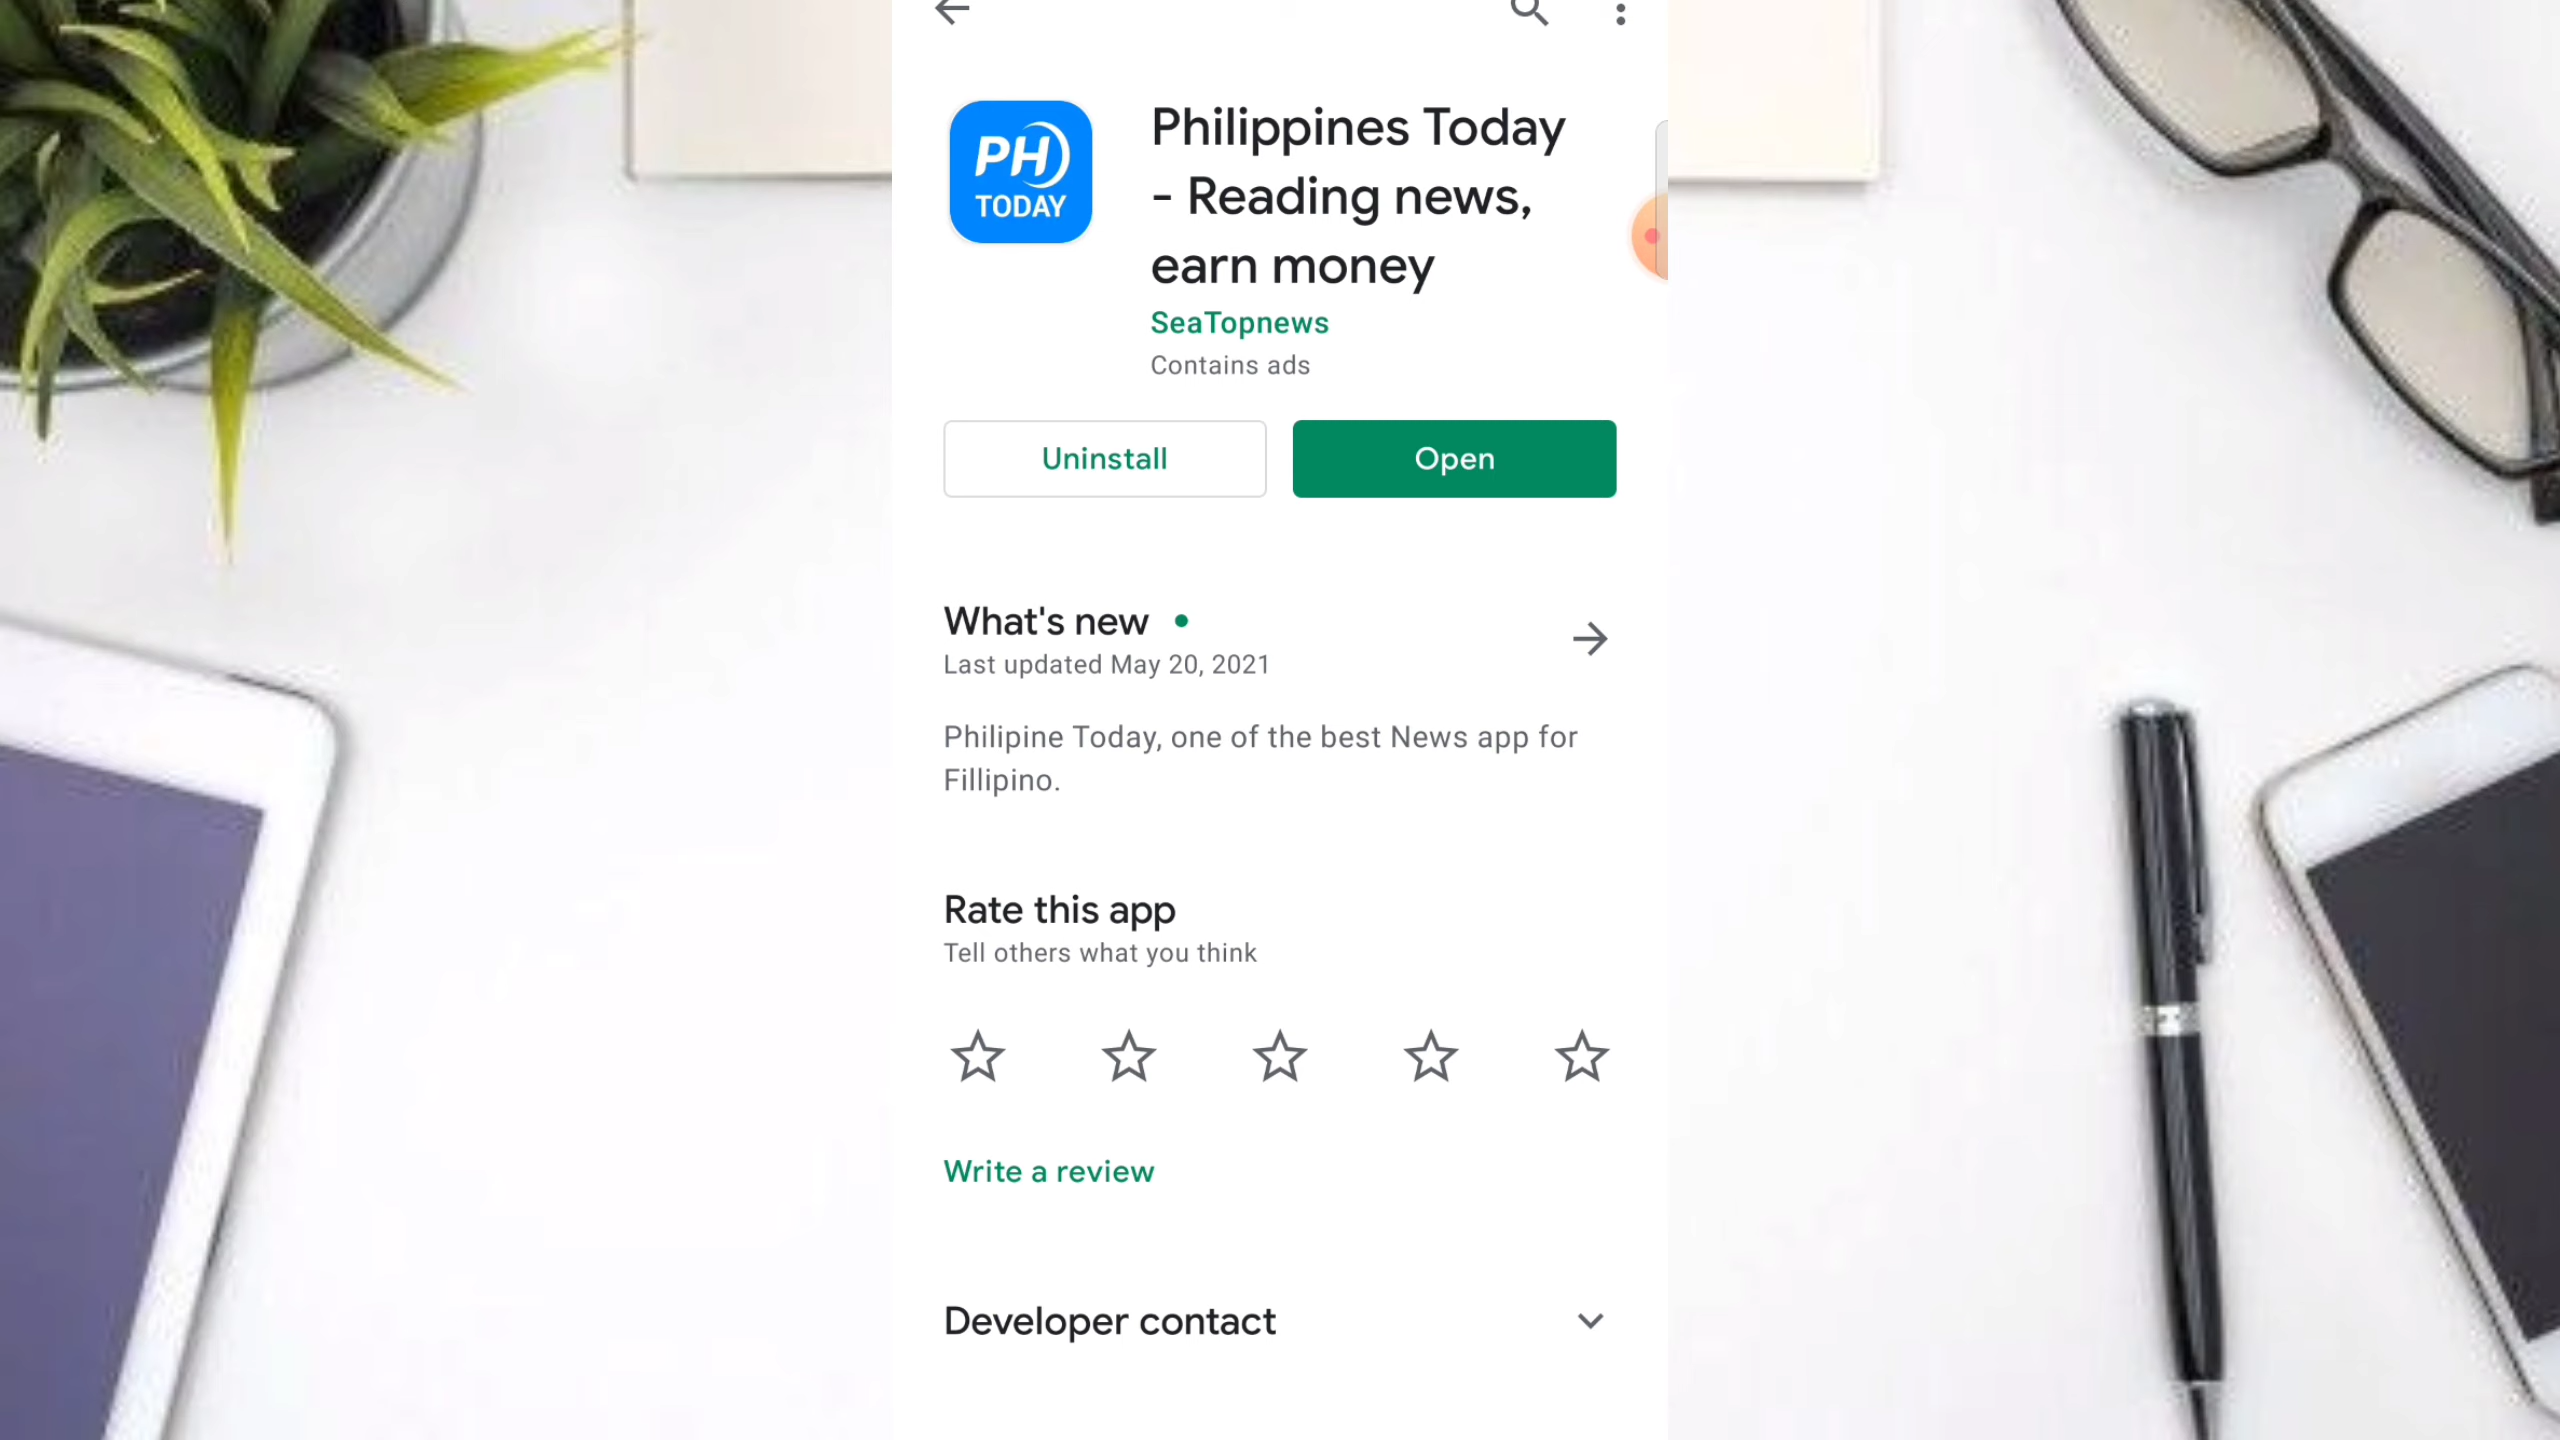 PH
TODAY
Philippines Today
- Reading news,
earn money
SeaTopnews
Contains ads
Uninstall
Open
What's new
Last updated May 20, 2021
Philipine Today, one of the best News app for
Fillipino.
Rate this app
Tell others what you think
Write a review
Developer contact